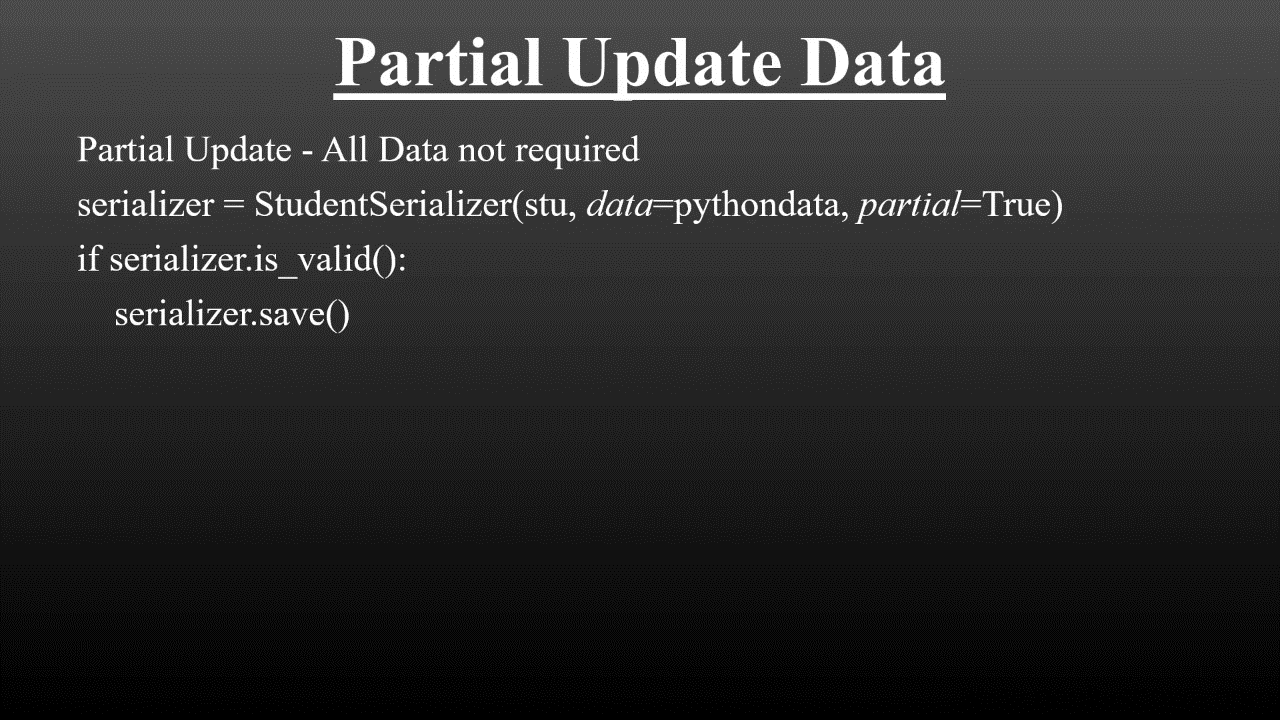 Partial Update Data
Partial Update - All Data not required
serializer = StudentSerializer(stu, data=pythondata, partial=True)
if serializer.is_valid():
    serializer.save()